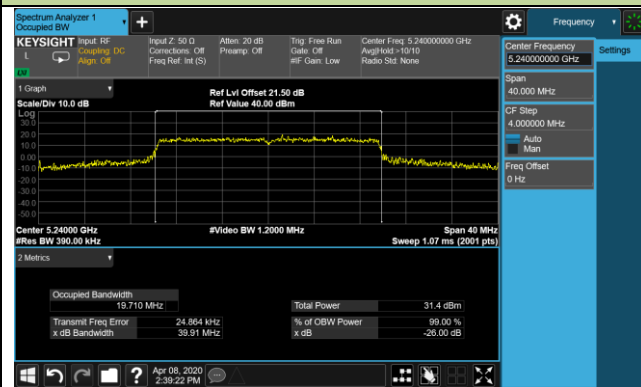 Spectrum Analyzer 1
Occupied BW
Frequency
KEYSIGHT
L
Input: RF
Coupling: DC
Align: Off
Input Z: 50 Ω
Corrections: Off
Freq Ref: Int (S)
Atten: 20 dB
Preamp: Off
Trig: Free Run
Gate: Off
#IF Gain: Low
Center Freq: 5.240000000 GHz
Avg|Hold:>10/10
Radio Std: None
Center Frequency
5.240000000 GHz
Settings
Span
40.000 MHz
CF Step
4.000000 MHz
Auto
Man
Freq Offset
0 Hz
1 Graph
Scale/Div 10.0 dB
Ref Lvl Offset 21.50 dB
Ref Value 40.00 dBm
Log
30.0
20.0
10.0
0.00
-10.0
-20.0
-30.0
-40.0
-50.0
Center 5.24000 GHz
#Res BW 390.00 kHz
#Video BW 1.2000 MHz
Span 40 MHz
Sweep 1.07 ms (2001 pts)
2 Metrics
Occupied Bandwidth
19.710 MHz
Total Power 31.4 dBm
Transmit Freq Error 24.864 kHz
% of OBW Power 99.00 %
x dB Bandwidth 39.91 MHz
x dB -26.00 dB
Apr 08, 2020
2:39:22 PM